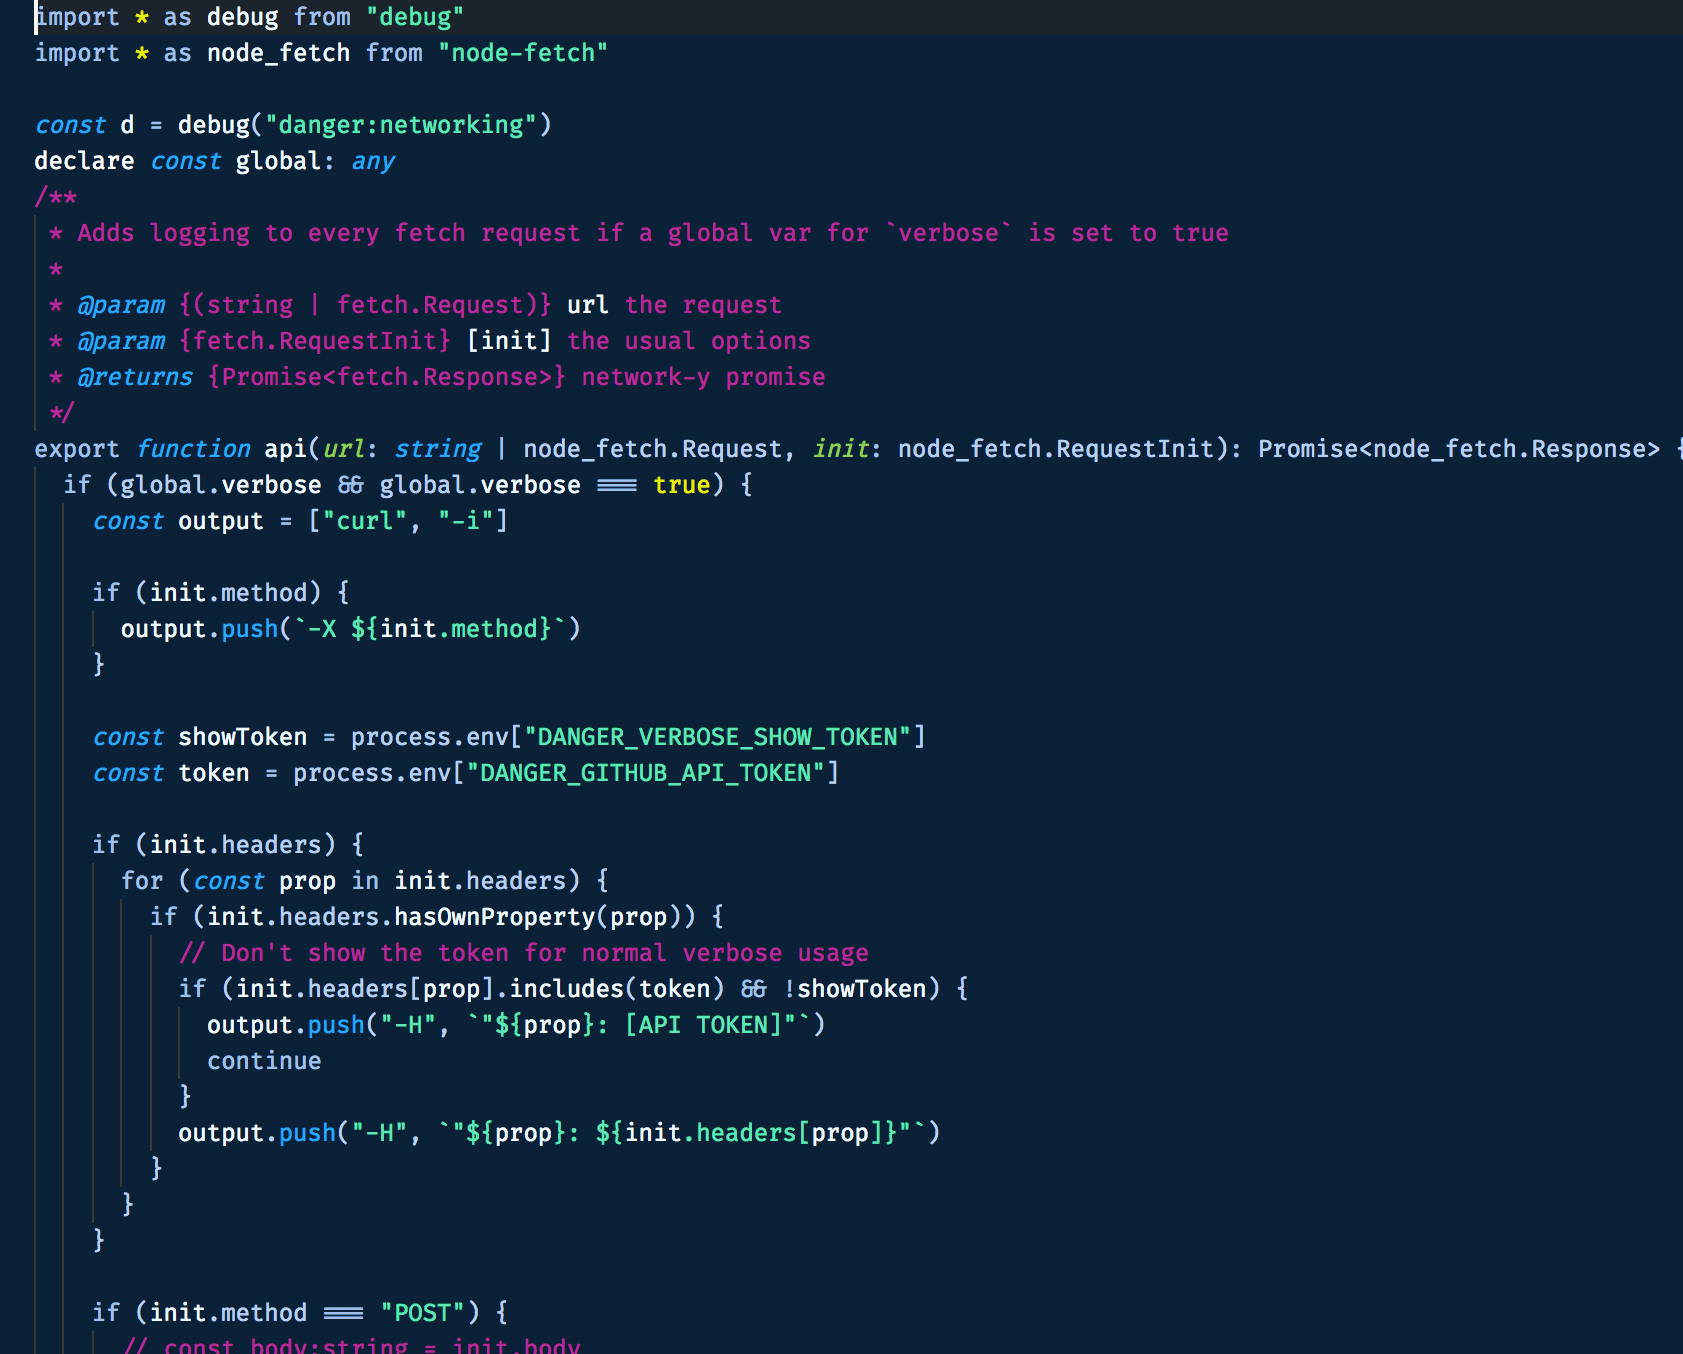 import * as debug from "debug"
import * as node_fetch from "node-fetch"
const d = debug("danger:networking")
declare const global: any
/**
* Adds logging to every fetch request if a global var for `verbose` is set to true
*
* @param {(string | fetch.Request)} url the request
* @param {fetch.RequestInit} [init] the usual options
* @returns {Promise<fetch.Response>} network-y promise
*/
export function api(url: string | node_fetch.Request, init: node_fetch.RequestInit): Promise<node_fetch.Response> {
if (global.verbose && global.verbose === true) {
const output = ["curl", "-i"]
if (init.method) {
output.push(`-X ${init.method}`)
}
const showToken = process.env["DANGER_VERBOSE_SHOW_TOKEN"]
const token = process.env["DANGER_GITHUB_API_TOKEN"]
if (init.headers) {
for (const prop in init.headers) {
if (init.headers.hasOwnProperty(prop)) {
// Don't show the token for normal verbose usage
if (init.headers[prop].includes(token) && !showToken) {
output.push("-H", `"${prop}: [API TOKEN]"`)
continue
}
output.push("-H", `"${prop}: ${init.headers[prop]}"`)
}
}
}
if (init.method === "POST") {
// const body:string = init.body